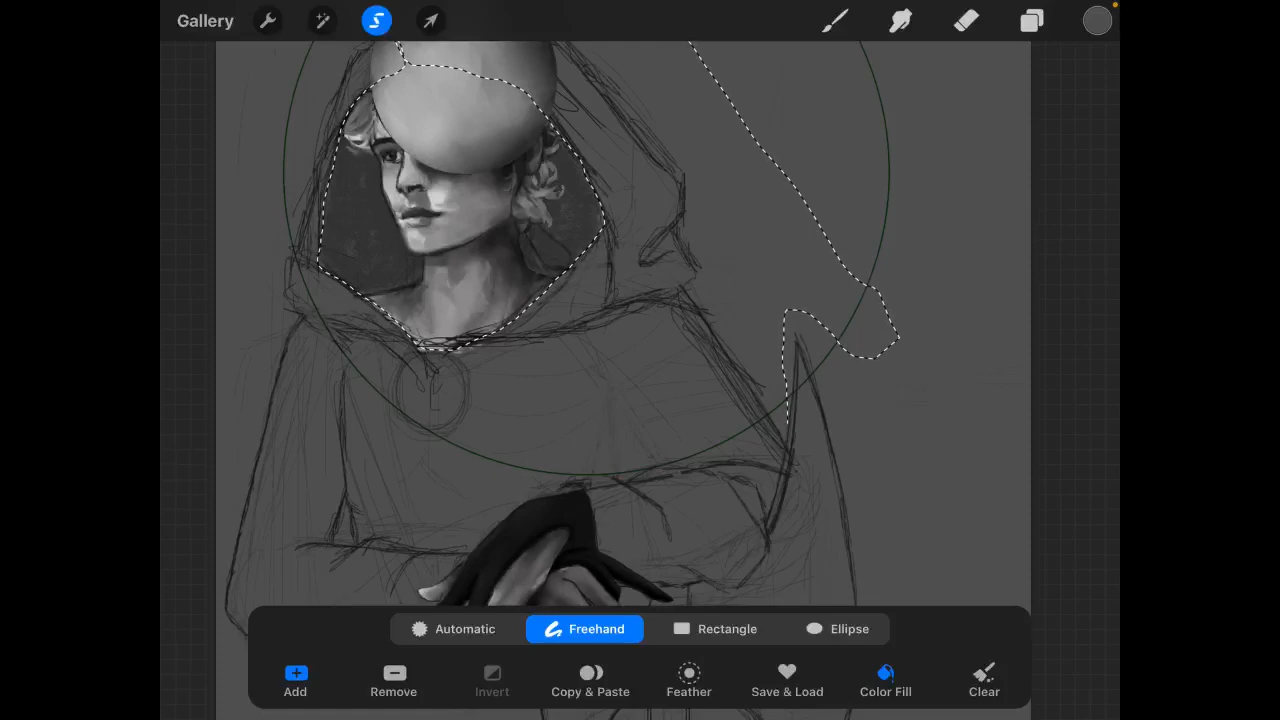 Gallery
Automatic
Freehand
Rectangle
Ellipse
Add
Remove
Invert
Copy & Paste
Feather
Save & Load
Color Fill
Clear